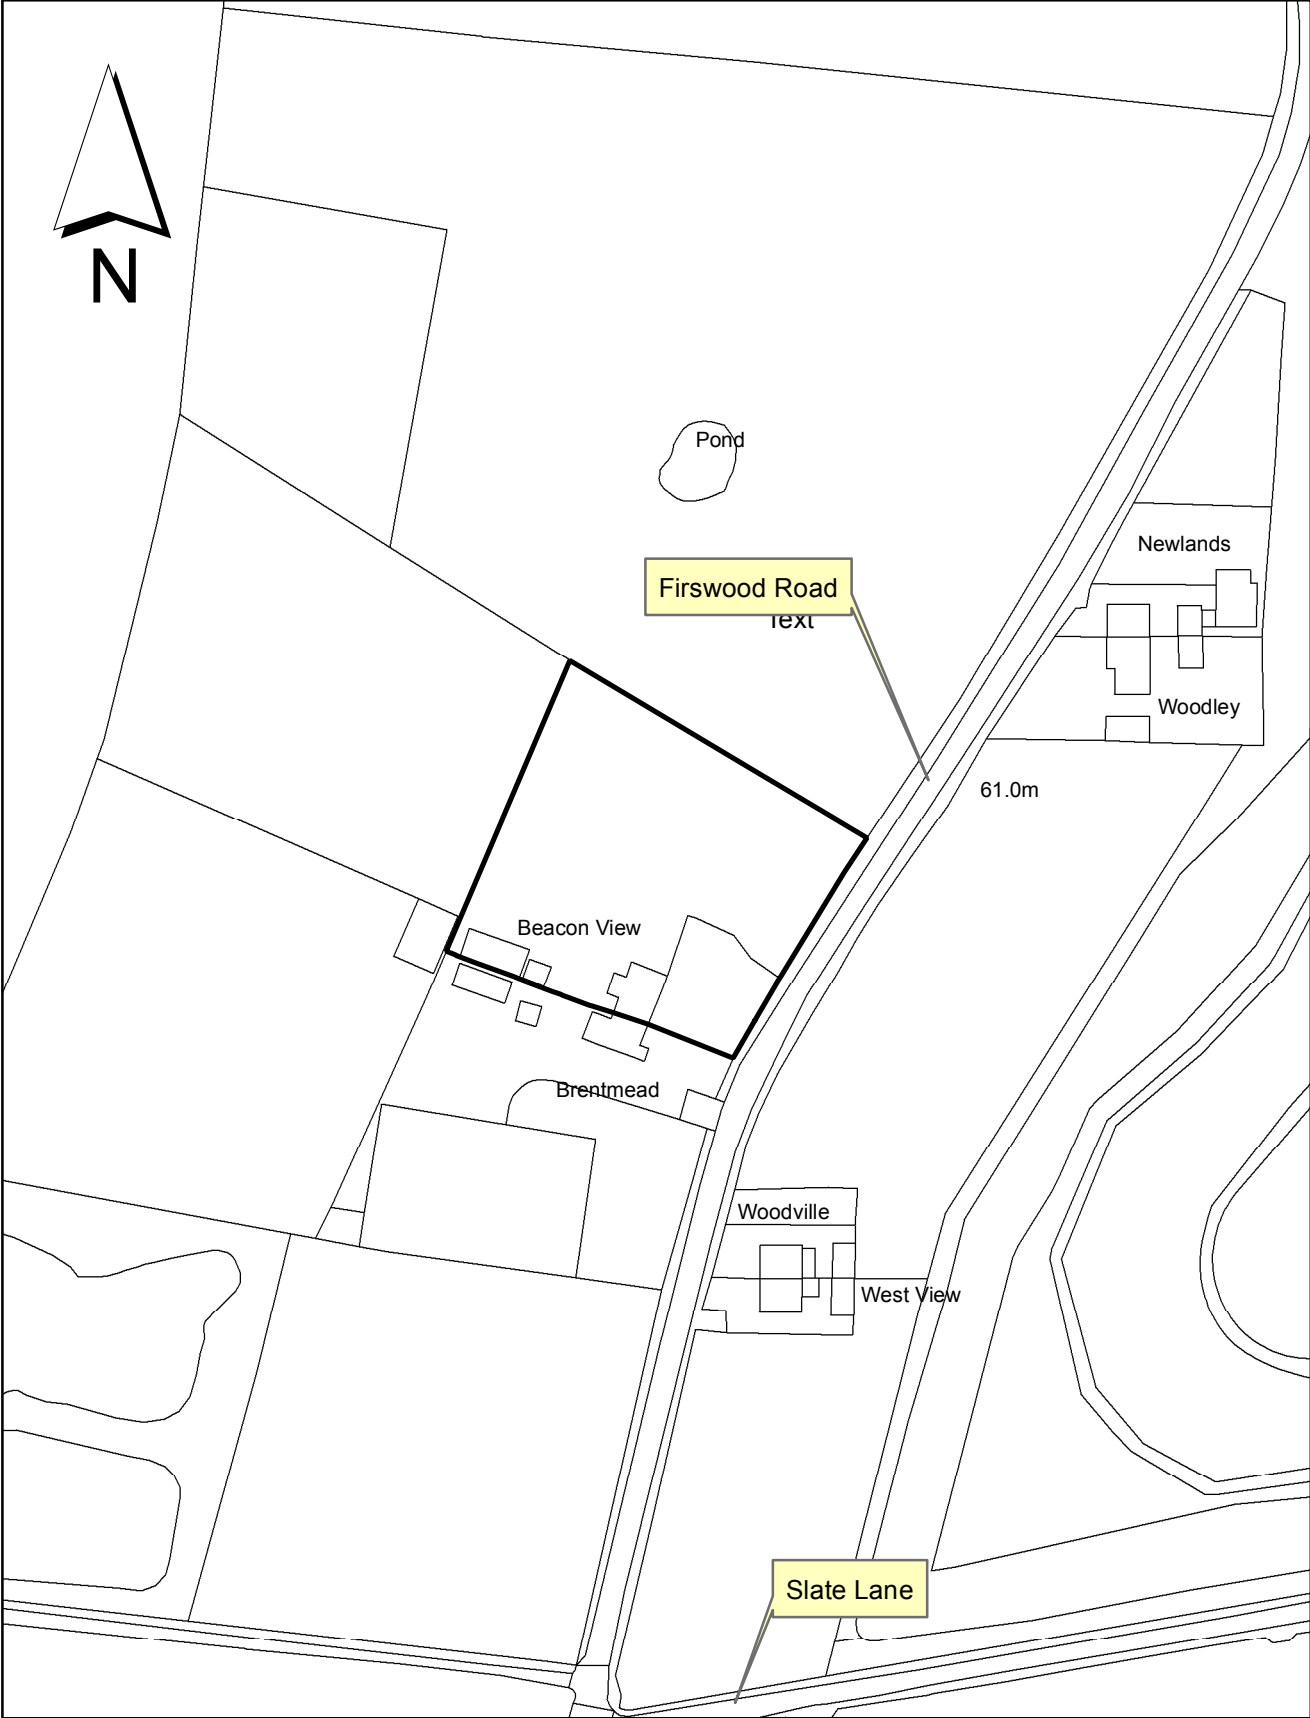 N
Pond
Newlands
Firswood Road
Text
Woodley
61.0m
Beacon View
Brentmead
Woodville
West View
Slate Lane